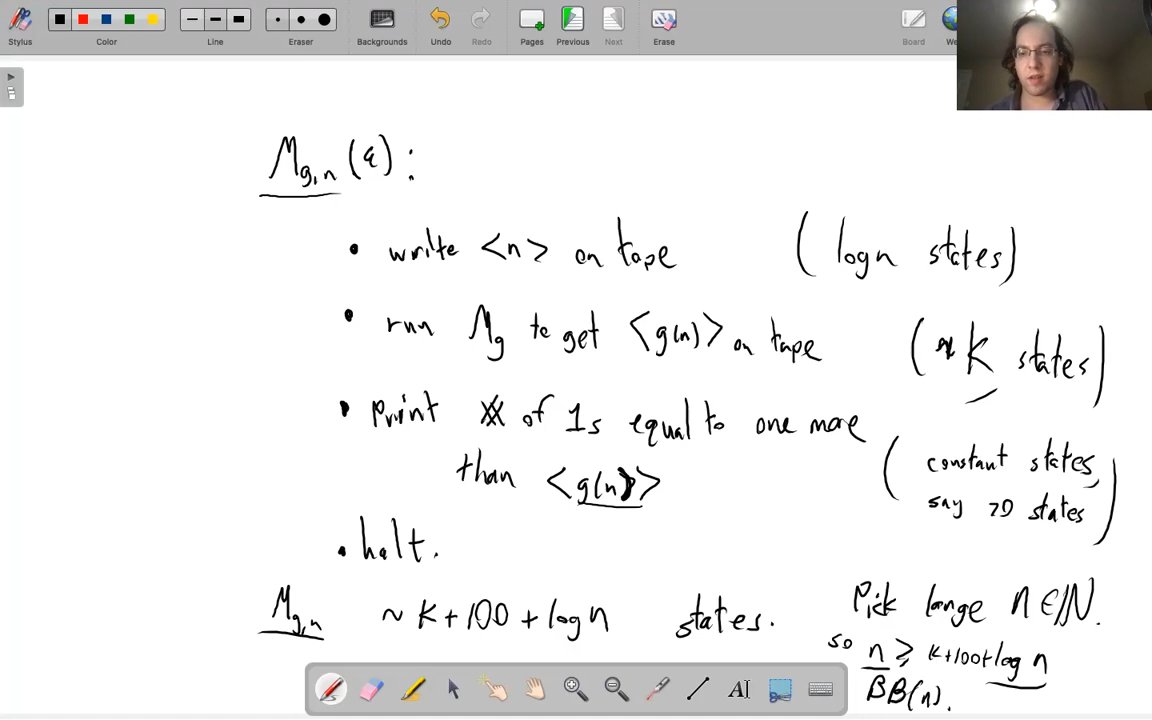 Stylus
Color
Line
Eraser
Backgrounds
Undo
Redo
Pages
Previous
Next
Erase
Board
We
M_{g,n} (ε):
• write <n> on tape (log n states)
• run M_g to get <g(n)> on tape (≈ K states)
• print # of 1s equal to one more
than <g(n)> (constant states,
say 20 states)
• halt.
M_{g,n} ~ K+100+log n states. Pick large n ∈ ℕ.
so n ≥ K+100+log n
BB(n).